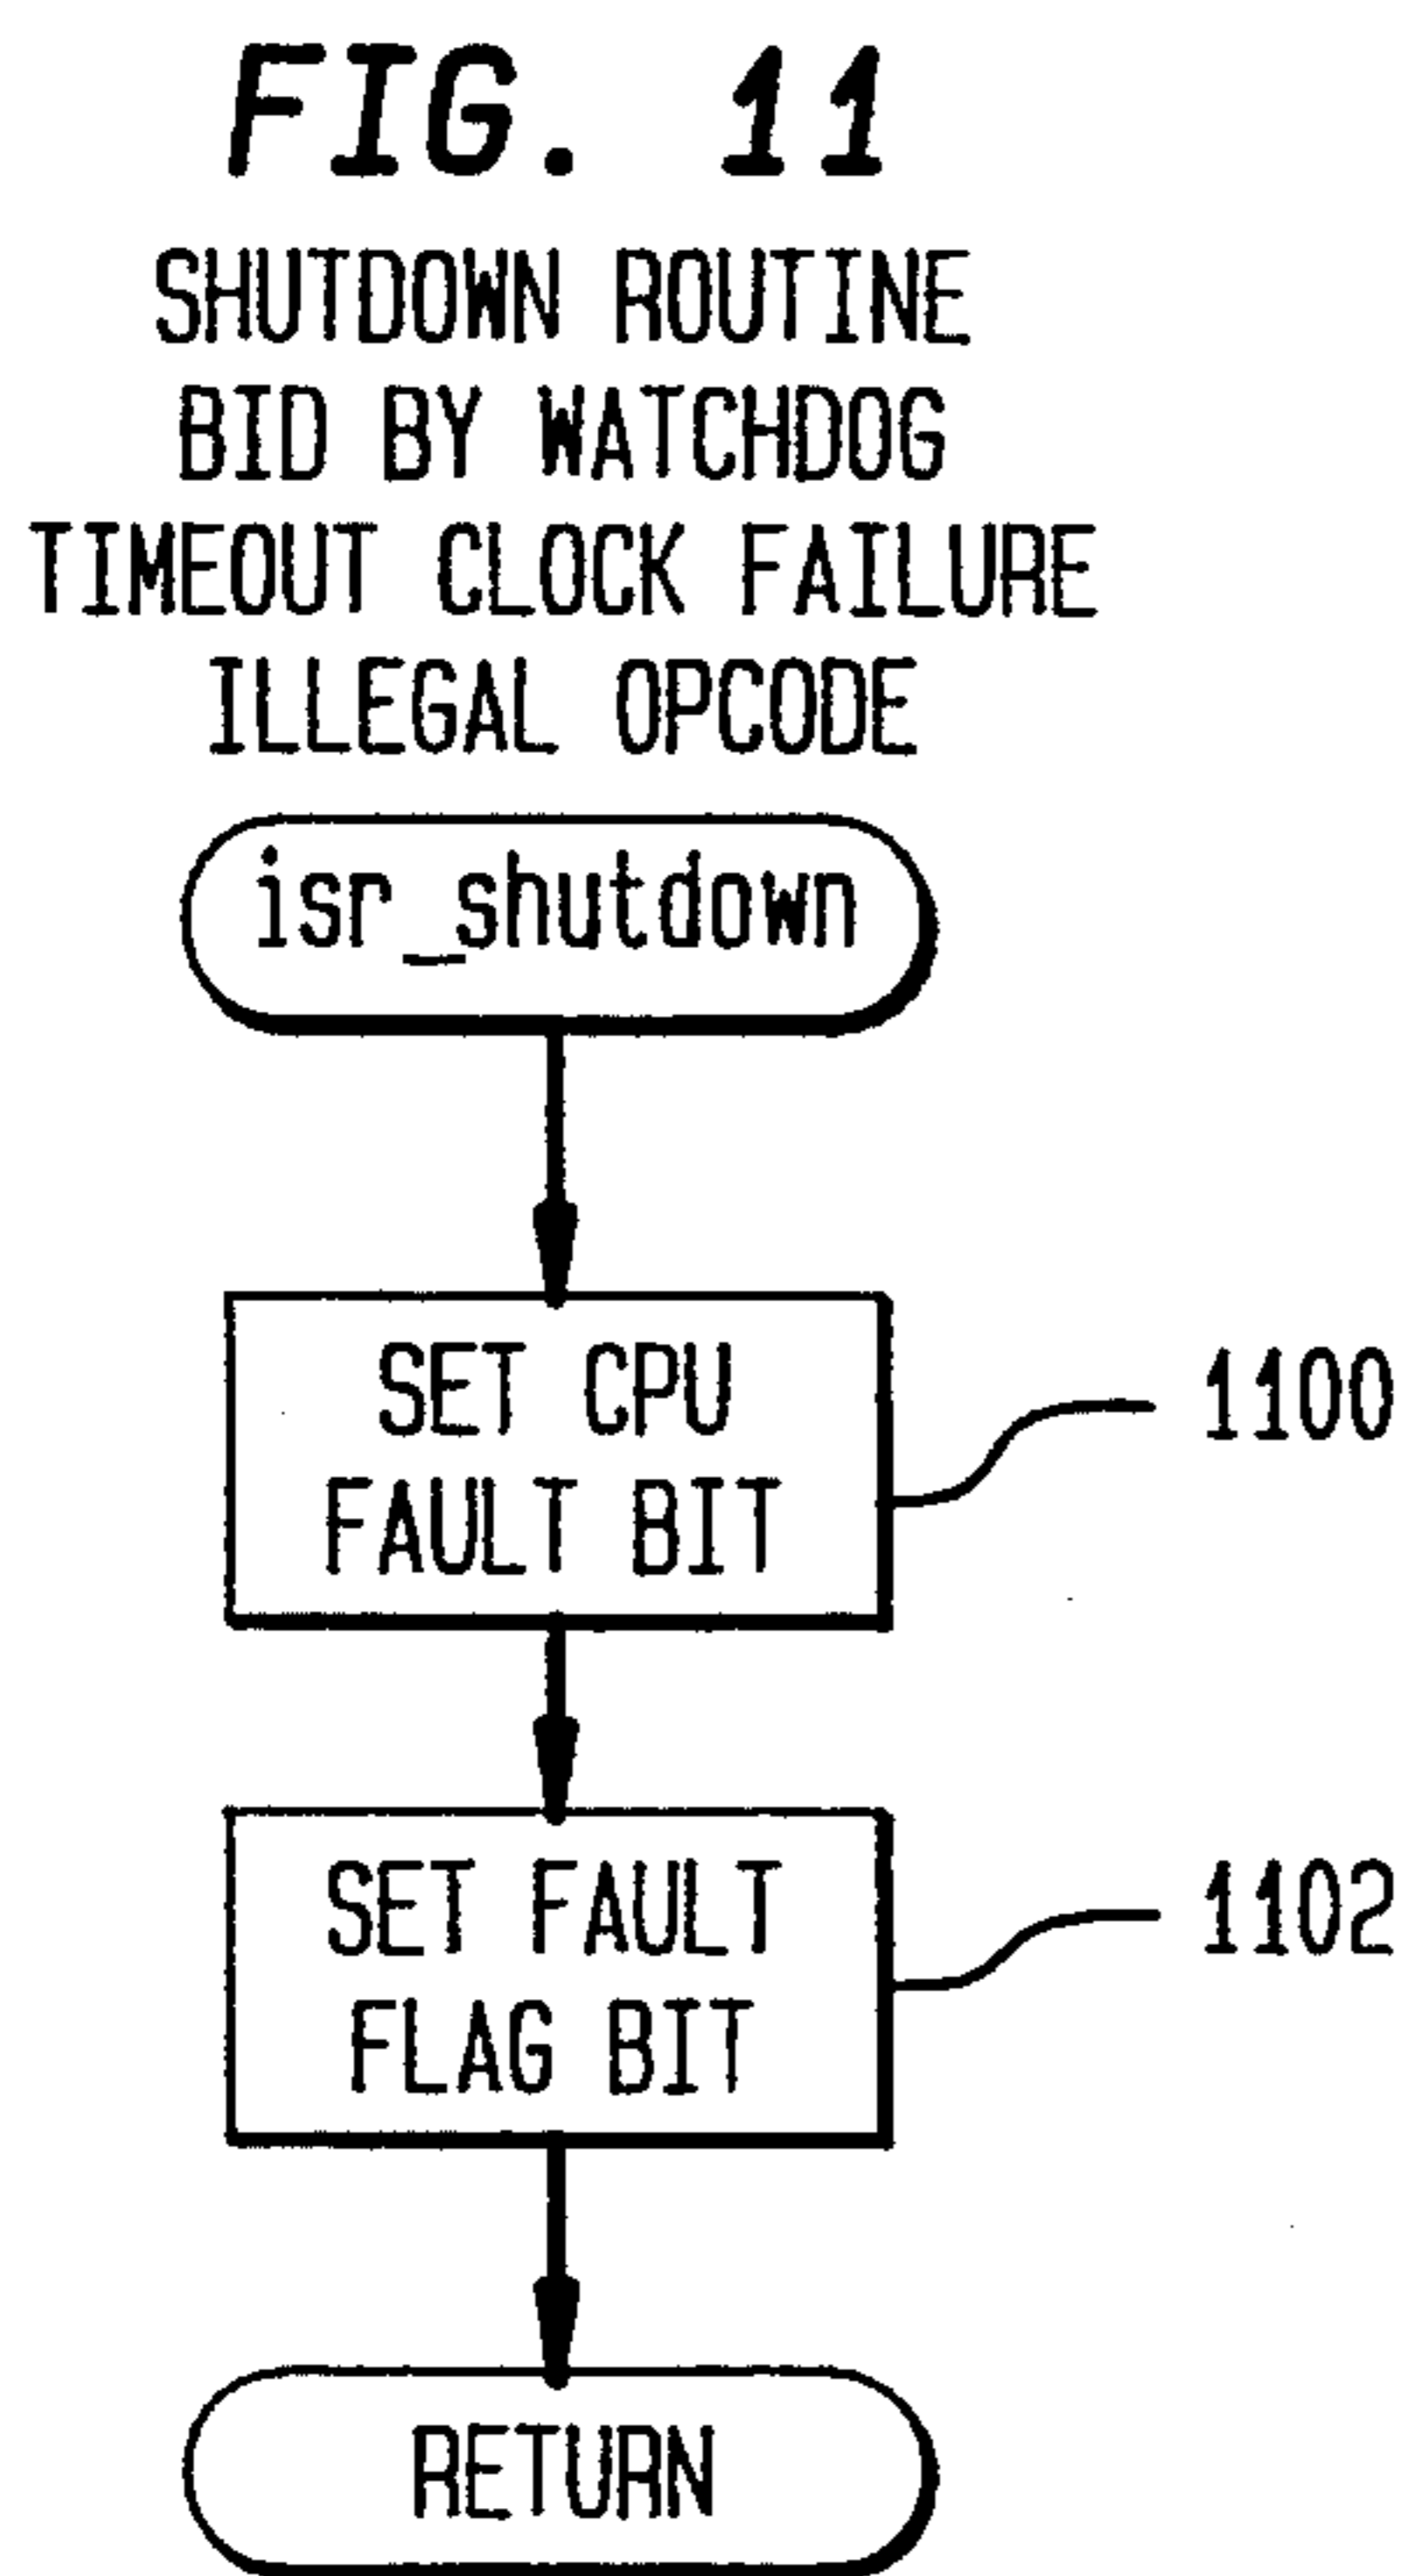 FIG. 11
SHUTDOWN ROUTINE
BID BY WATCHDOG
TIMEOUT CLOCK FAILURE
ILLEGAL OPCODE
isr_shutdown
SET CPU
FAULT BIT
1100
SET FAULT
FLAG BIT
1102
RETURN